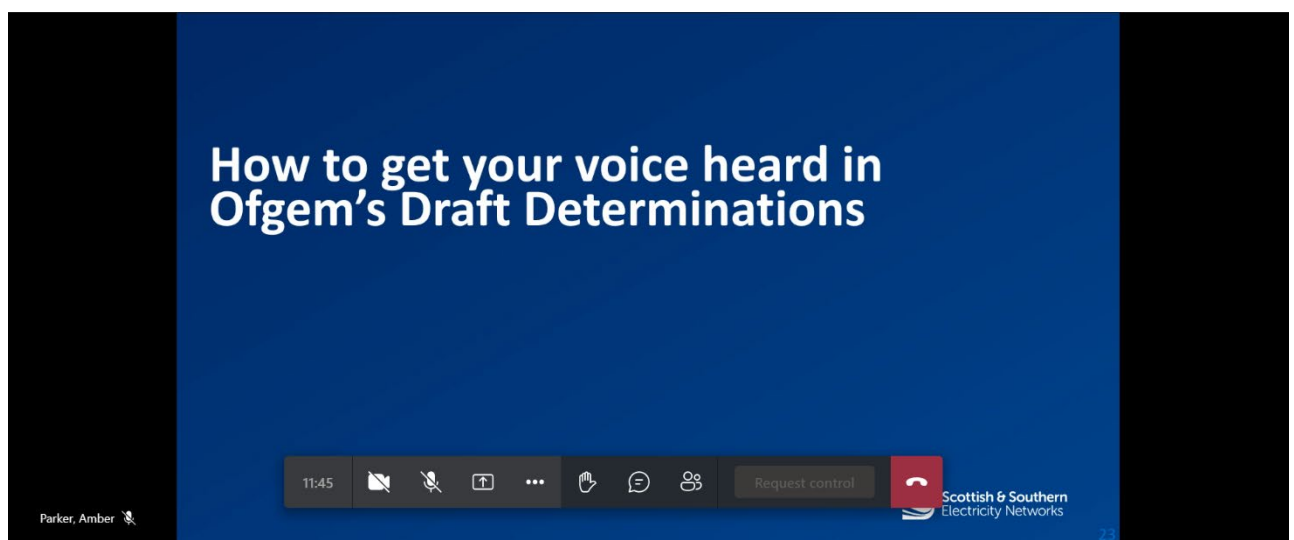 How to get your voice heard in
Ofgem's Draft Determinations
11:45
Request control
Scottish & Southern
Electricity Networks
Parker, Amber
23